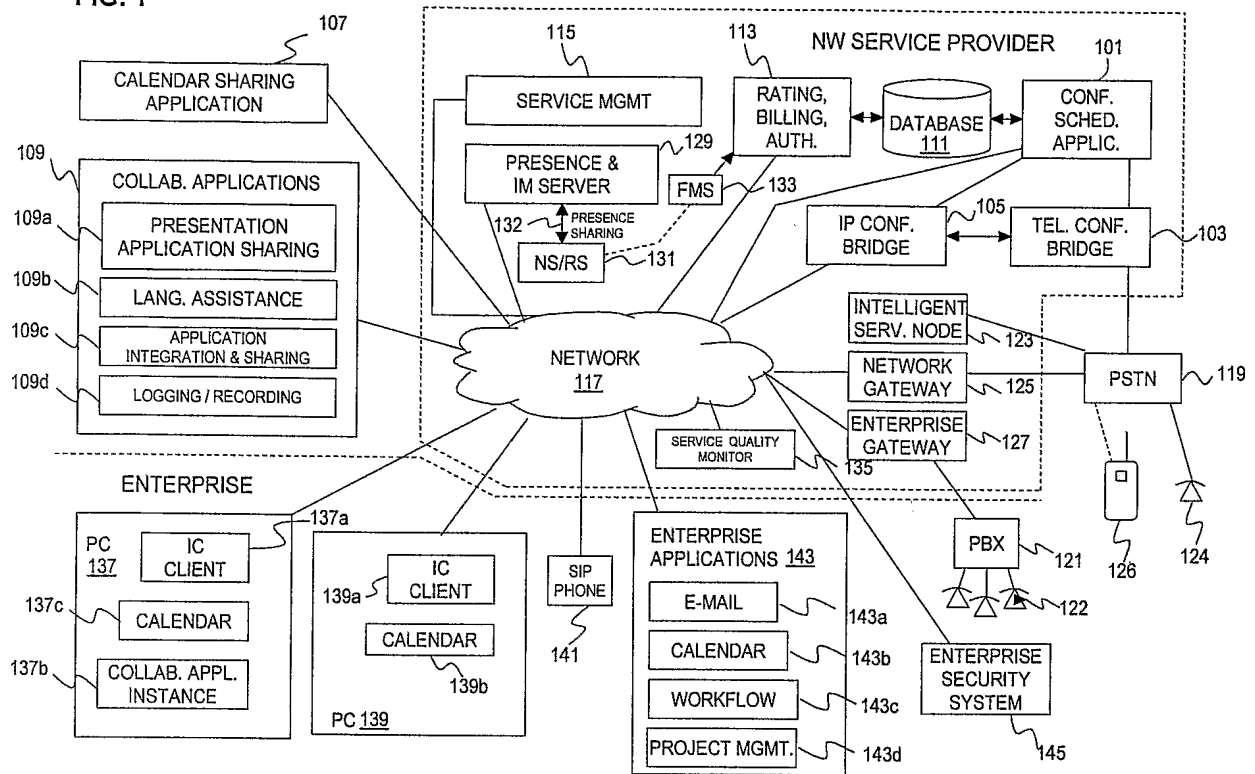 FIG. 1
107
CALENDAR SHARING
APPLICATION
109
COLLAB. APPLICATIONS
109a
PRESENTATION
APPLICATION SHARING
109b
LANG. ASSISTANCE
109c
APPLICATION
INTEGRATION & SHARING
109d
LOGGING / RECORDING
NW SERVICE PROVIDER
115
SERVICE MGMT
113
RATING,
BILLING,
AUTH.
DATABASE
111
101
CONF.
SCHED.
APPLIC.
129
PRESENCE &
IM SERVER
132
PRESENCE
SHARING
FMS
133
NS/RS
131
105
IP CONF.
BRIDGE
TEL. CONF.
BRIDGE
103
NETWORK
117
INTELLIGENT
SERV. NODE
123
NETWORK
GATEWAY
125
ENTERPRISE
GATEWAY
127
PSTN
119
SERVICE QUALITY
MONITOR
135
126
124
PBX
121
122
ENTERPRISE
SECURITY
SYSTEM
145
ENTERPRISE
PC
137
137a
IC
CLIENT
137c
CALENDAR
137b
COLLAB. APPL.
INSTANCE
139a
IC
CLIENT
CALENDAR
139b
PC 139
SIP
PHONE
141
ENTERPRISE
APPLICATIONS 143
E-MAIL
143a
CALENDAR
143b
WORKFLOW
143c
PROJECT MGMT.
143d